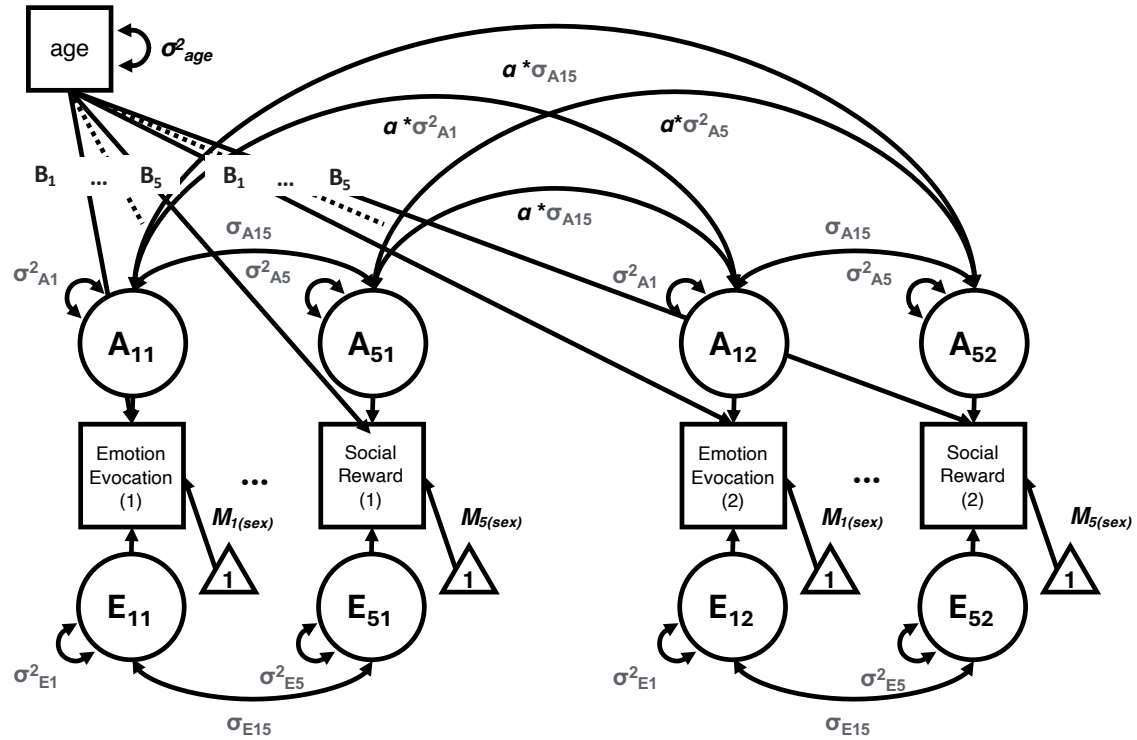 age
σ²age
a*σA15
a*σ²A1
a*σ²A5
B1 ... B5 B1 ... B5
a*σA15
σA15
σA15
σ²A1
σ²A5
σ²A1
σ²A5
A11
A51
A12
A52
Emotion
Evocation
(1)
...
Social
Reward
(1)
Emotion
Evocation
(2)
...
Social
Reward
(2)
M1(sex)
M5(sex)
M1(sex)
M5(sex)
1
1
1
1
E11
E51
E12
E52
σ²E1
σ²E5
σ²E1
σ²E5
σE15
σE15